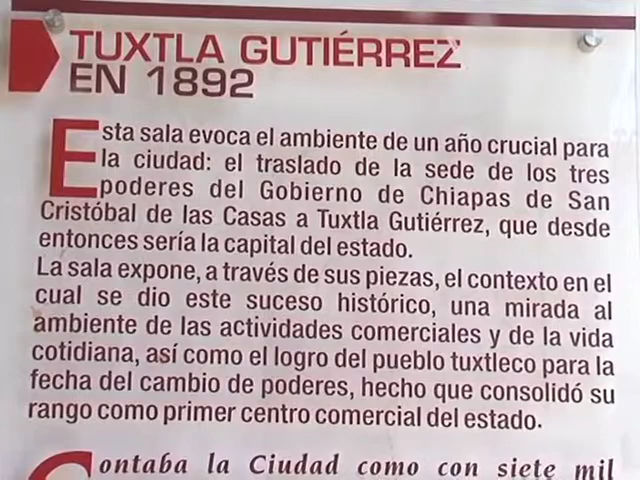 TUXTLA GUTIÉRREZ
EN 1892
Esta sala evoca el ambiente de un año crucial para
la ciudad: el traslado de la sede de los tres
poderes del Gobierno de Chiapas de San
Cristóbal de las Casas a Tuxtla Gutiérrez, que desde
entonces sería la capital del estado.
La sala expone, a través de sus piezas, el contexto en el
cual se dio este suceso histórico, una mirada al
ambiente de las actividades comerciales y de la vida
cotidiana, así como el logro del pueblo tuxtleco para la
fecha del cambio de poderes, hecho que consolidó su
rango como primer centro comercial del estado.
Contaba la Ciudad como con siete mil